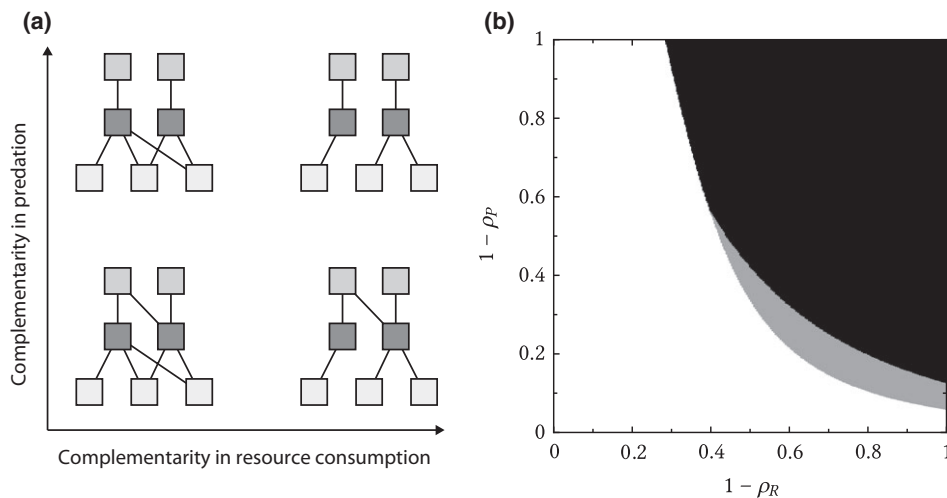 (a)
Complementarity in predation
Complementarity in resource consumption
(b)
1
0.8
0.6
0.4
0.2
0
1 − ρP
0
0.2
0.4
0.6
0.8
1
1 − ρR